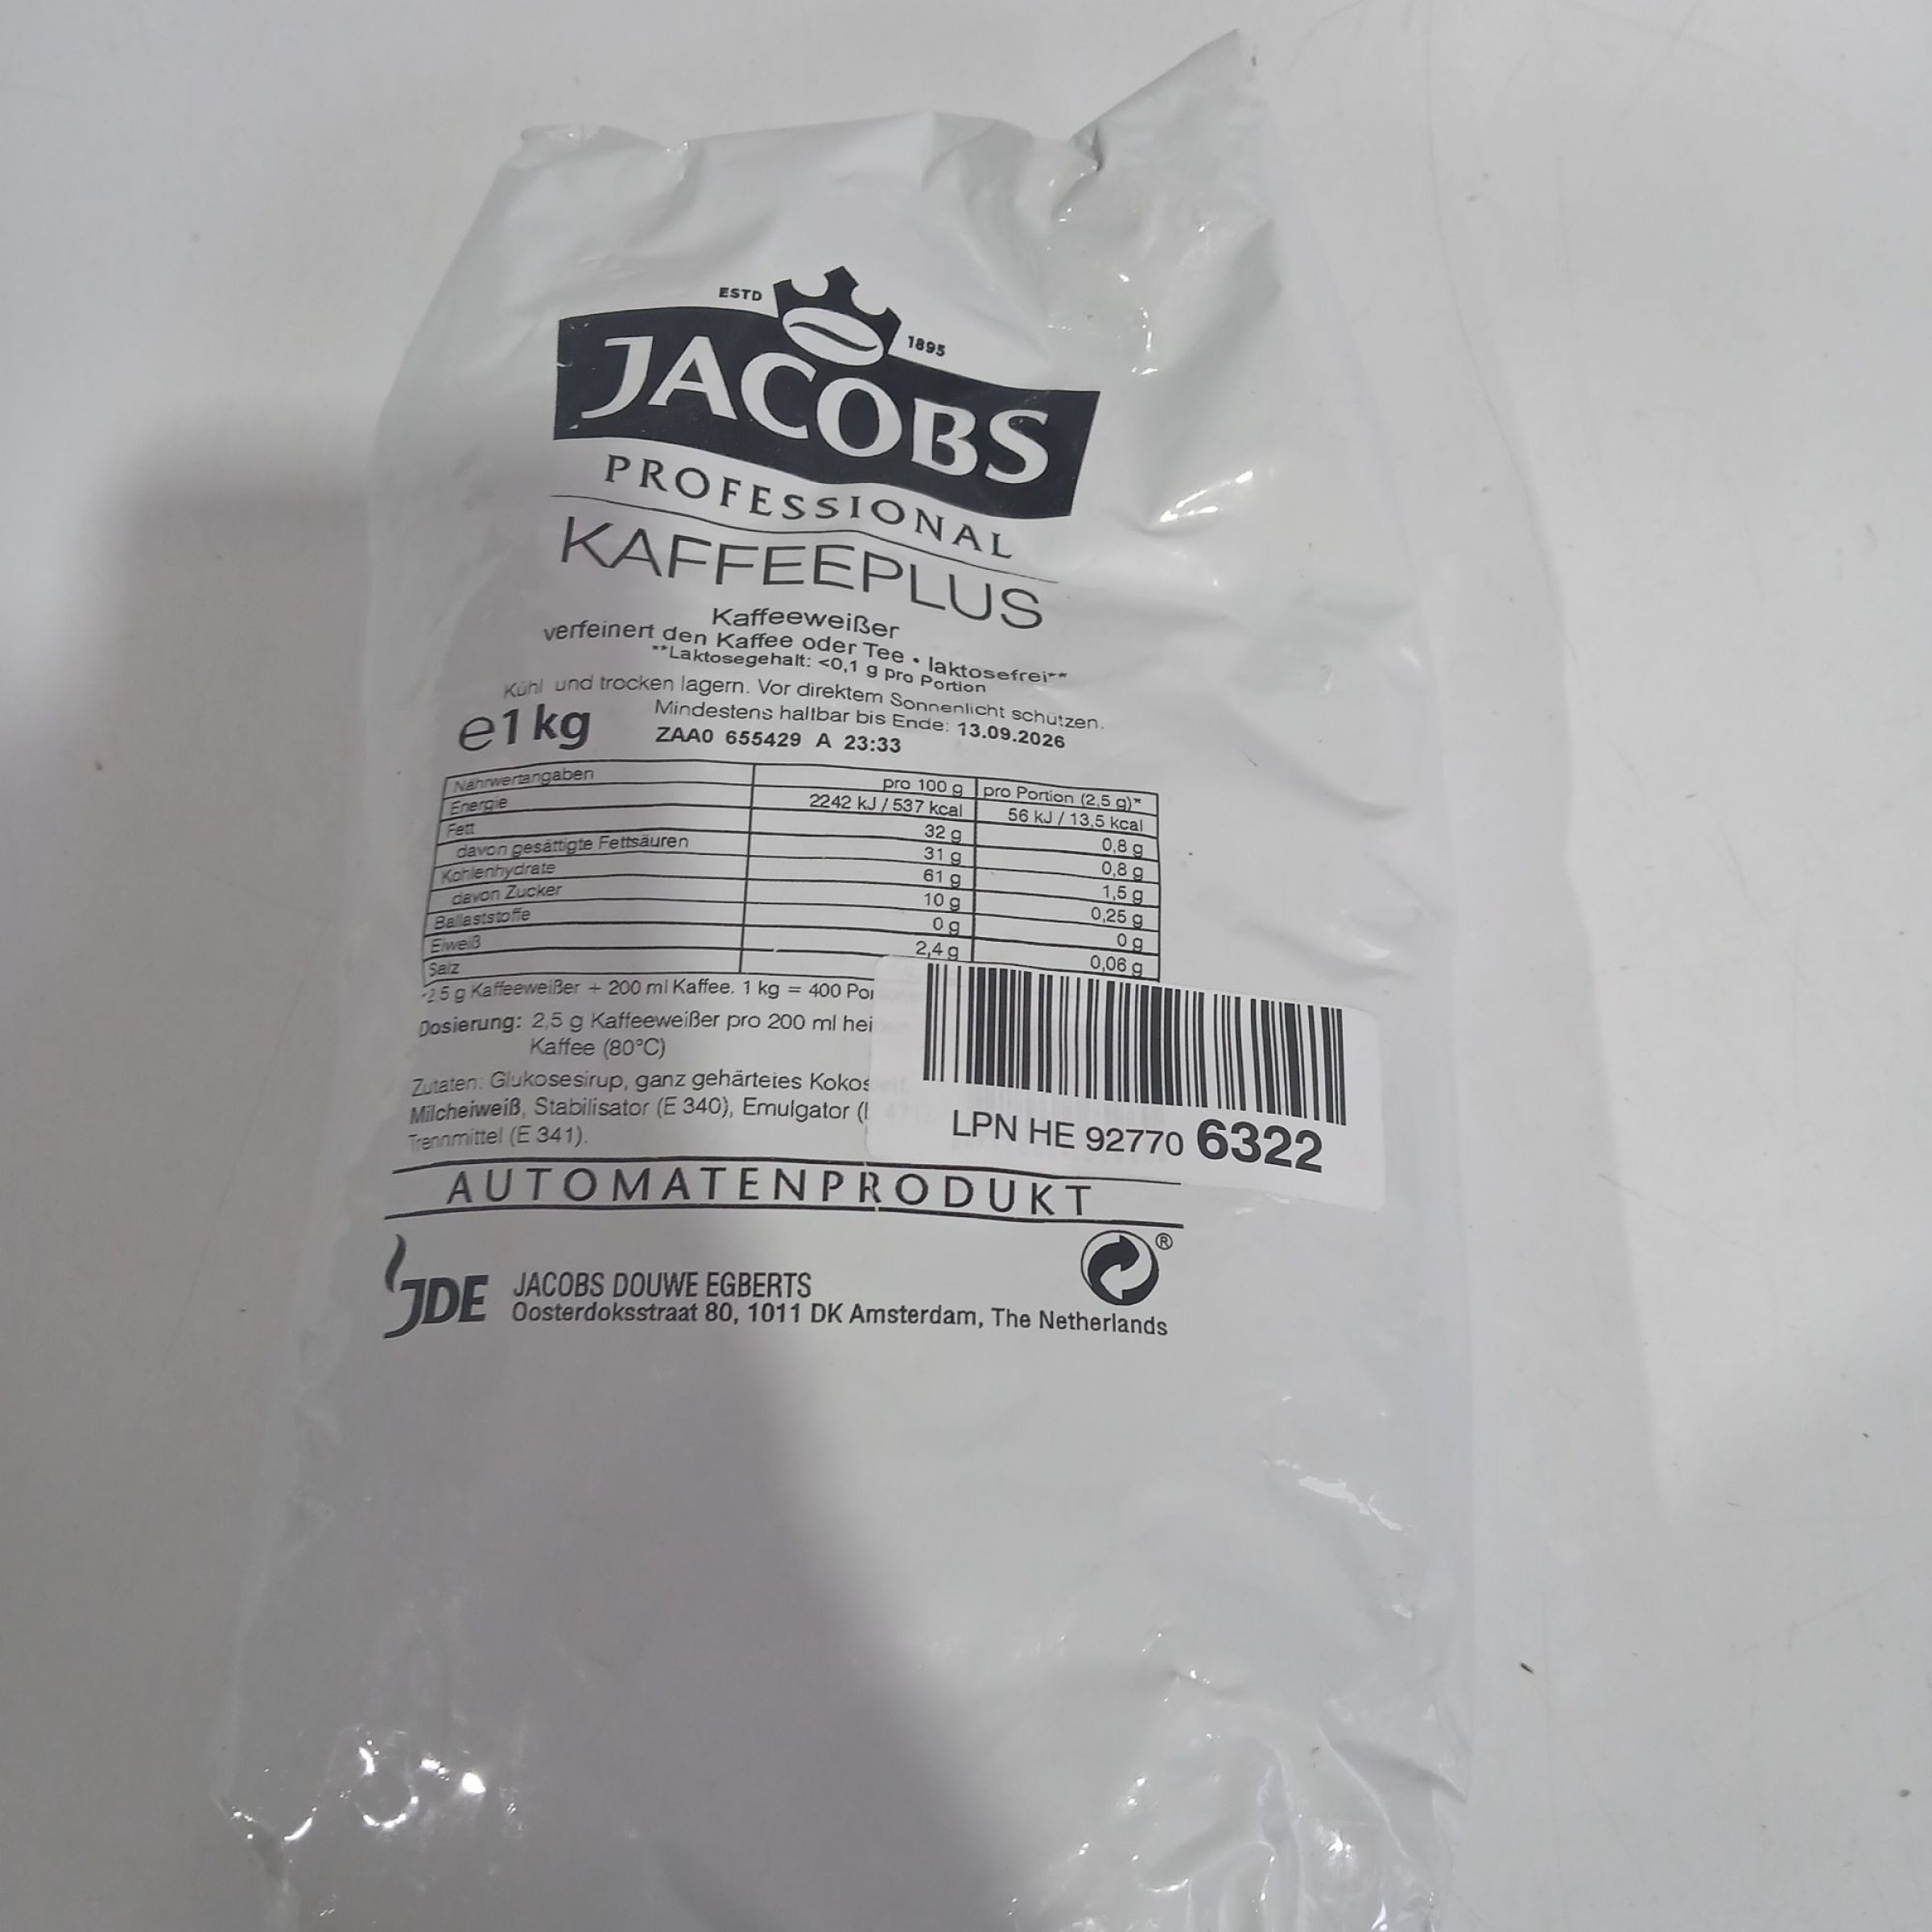 ESTD
1895
JACOBS
PROFESSIONAL
KAFFEEPLUS
Kaffeeweißer
verfeinert den Kaffee oder Tee • laktosefrei**
**Laktosegehalt: <0,1 g pro Portion
Kühl und trocken lagern. Vor direktem Sonnenlicht schützen.
Mindestens haltbar bis Ende: 13.09.2026
e1 kg
ZAA0 655429 A 23:33
Nährwertangaben pro 100 g pro Portion (2,5 g)*
Energie 2242 kJ / 537 kcal 56 kJ / 13,5 kcal
Fett 32 g 0,8 g
davon gesättigte Fettsäuren 31 g 0,8 g
Kohlenhydrate 61 g 1,5 g
davon Zucker 10 g 0,25 g
Ballaststoffe 0 g 0 g
Eiweiß 2,4 g 0,06 g
Salz
*2,5 g Kaffeeweißer + 200 ml Kaffee. 1 kg = 400
Dosierung: 2,5 g Kaffeeweißer pro 200 ml
Kaffee (80°C)
Zutaten: Glukosesirup, ganz gehärtetes
Milcheiweiß, Stabilisator (E 340), Emulgator
Trennmittel (E 341).
LPN HE 92770 6322
AUTOMATENPRODUKT
®
JDE
JACOBS DOUWE EGBERTS
Oosterdoksstraat 80, 1011 DK Amsterdam, The Netherlands